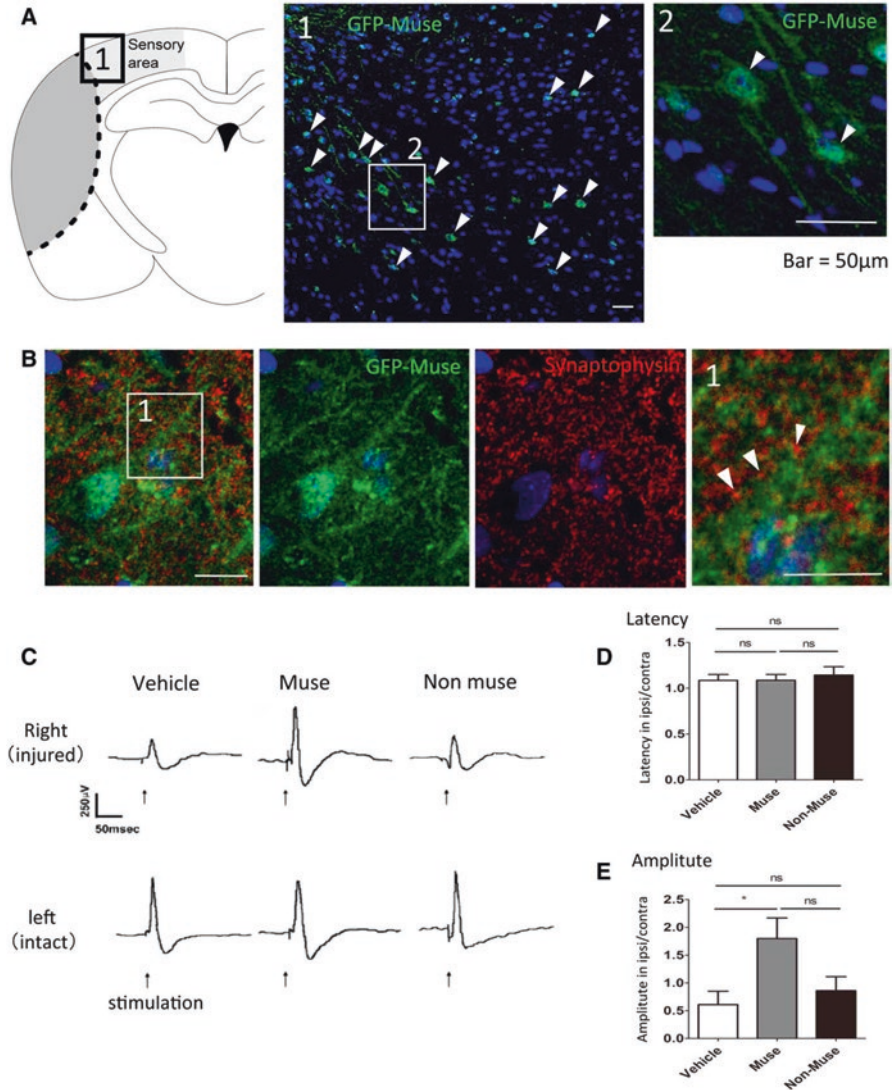 A
1
Sensory
area
1
GFP-Muse
2
2
GFP-Muse
Bar = 50µm
B
1
GFP-Muse
Synaptophysin
1
C
Vehicle
Muse
Non muse
Right
(injured)
250µV
50msec
left
(intact)
stimulation
D
Latency
ns
ns
ns
Latency in ipsi/contra
1.5
1.0
0.5
0.0
Vehicle
Muse
Non-Muse
E
Amplitute
ns
*
ns
Amplitute in ipsi/contra
2.5
2.0
1.5
1.0
0.5
0.0
Vehicle
Muse
Non-Muse